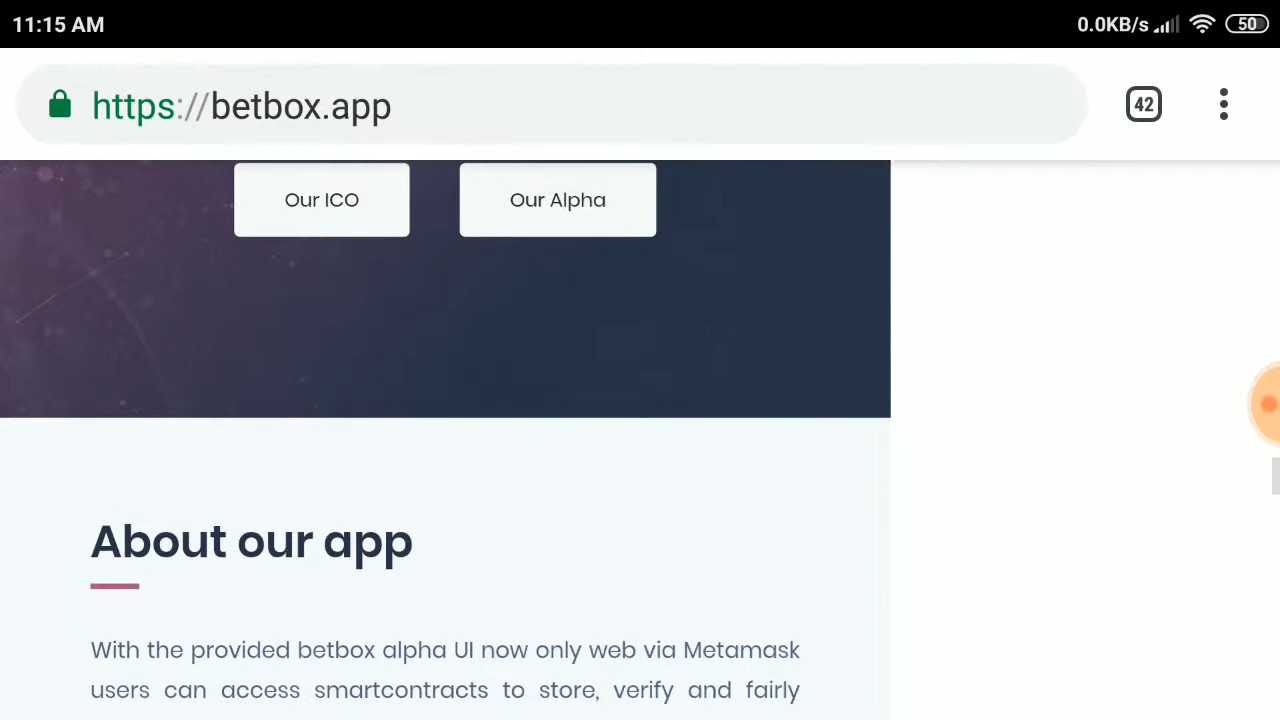 11:15 AM 0.0KB/s 50
https://betbox.app 42
Our ICO Our Alpha
About our app
With the provided betbox alpha UI now only web via Metamask
users can access smartcontracts to store, verify and fairly